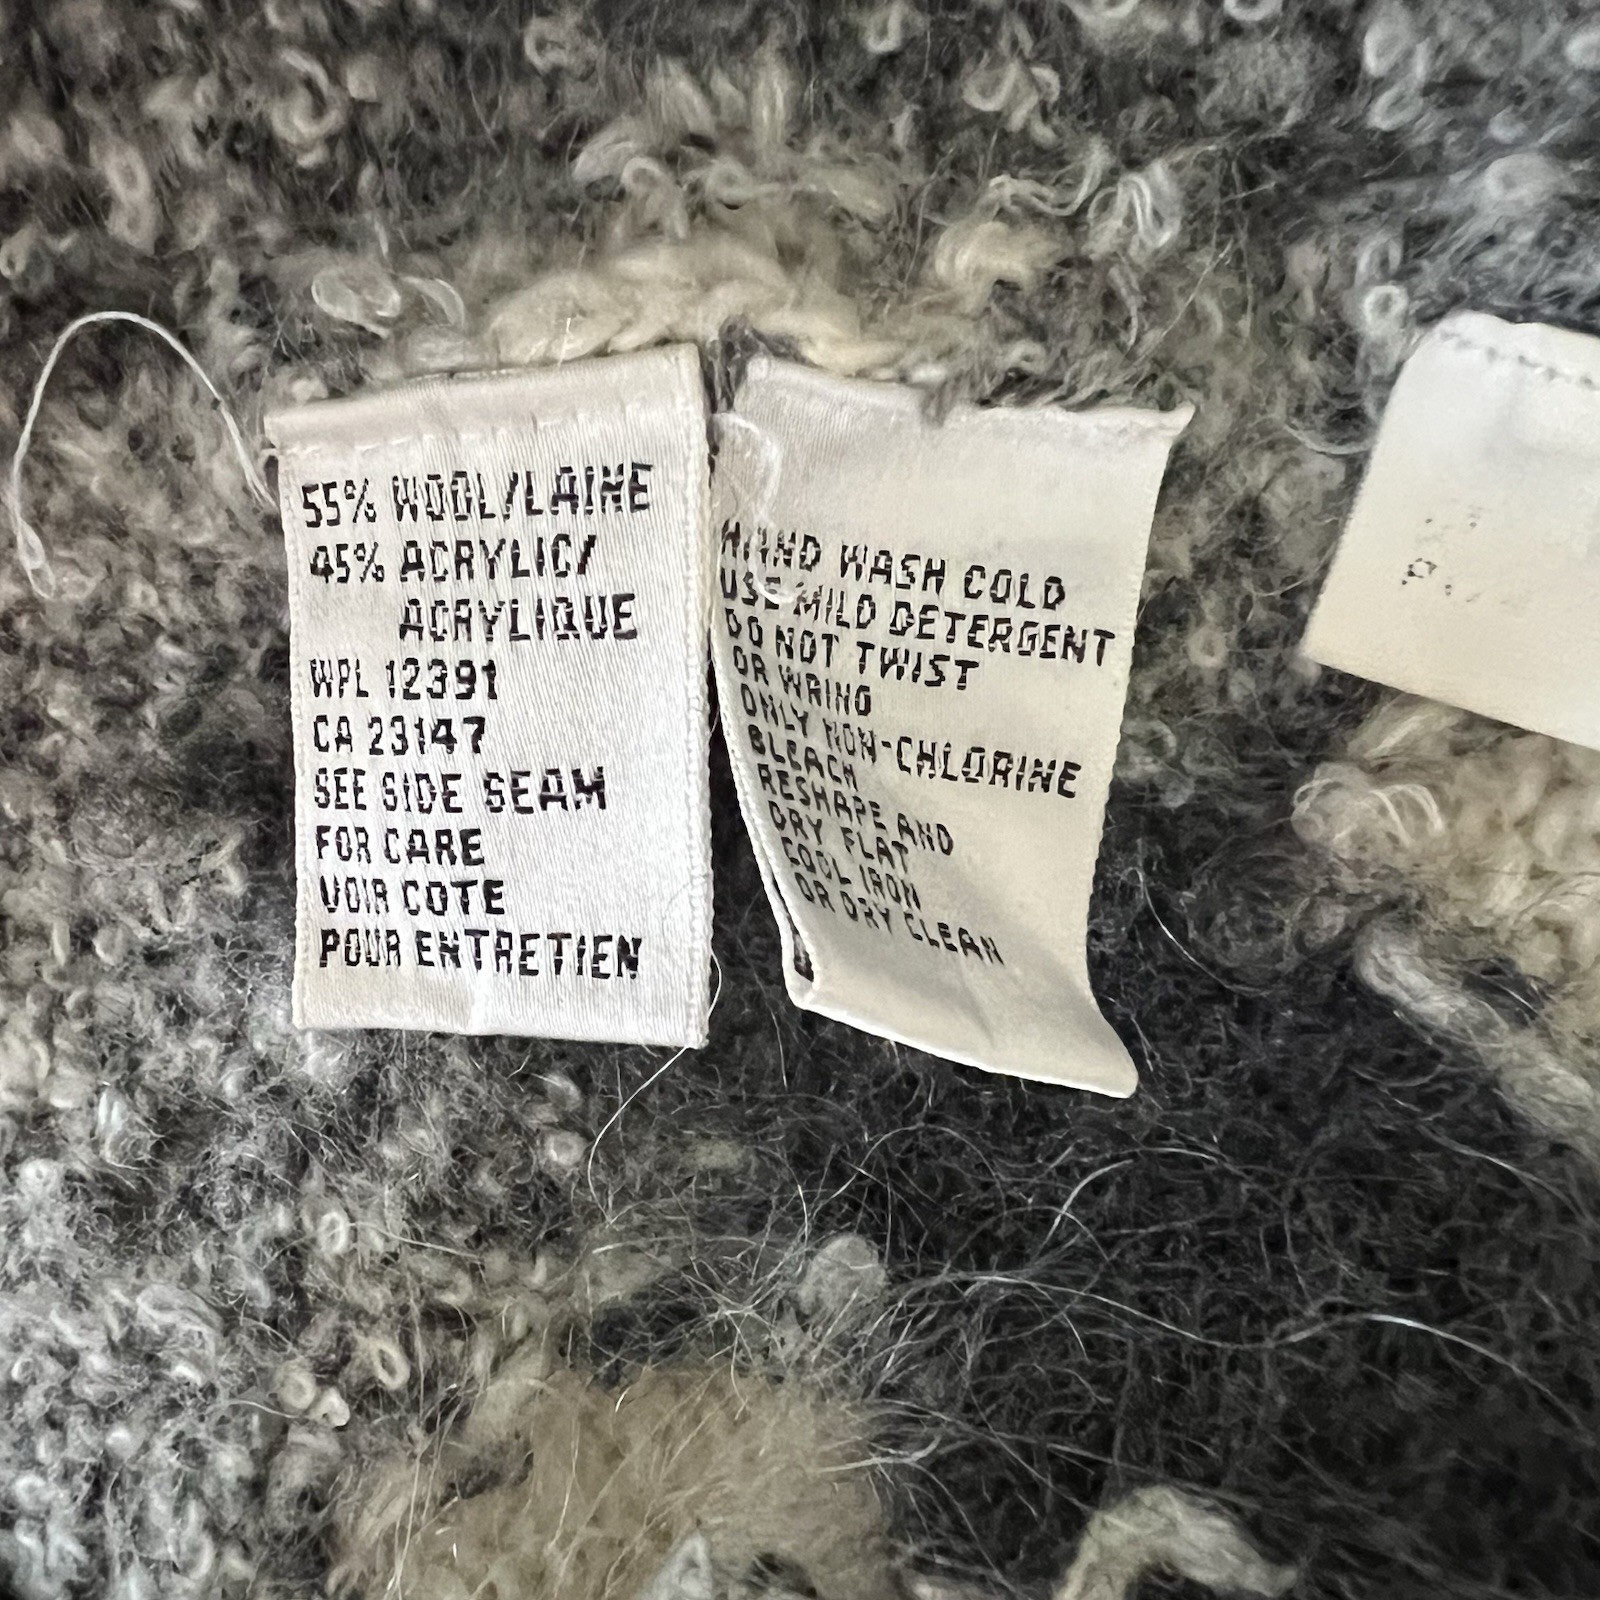 55% WOOL/LAINE
45% ACRYLIC/
ACRYLIQUE
WPL 12391
CA 23147
SEE SIDE SEAM
FOR CARE
VOIR COTE
POUR ENTRETIEN
HAND WASH COLD
USE MILD DETERGENT
DO NOT TWIST
OR WRING
ONLY NON-CHLORINE
BLEACH
RESHAPE AND
DRY FLAT
COOL IRON
OR DRY CLEAN